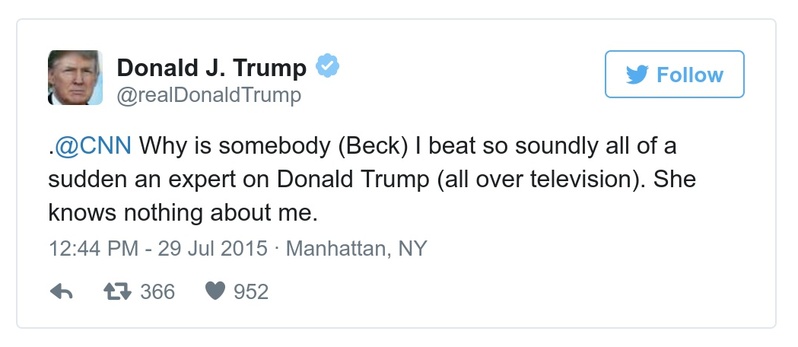 Donald J. Trump
@realDonaldTrump
Follow
.@CNN Why is somebody (Beck) I beat so soundly all of a
sudden an expert on Donald Trump (all over television). She
knows nothing about me.
12:44 PM - 29 Jul 2015 · Manhattan, NY
366 952